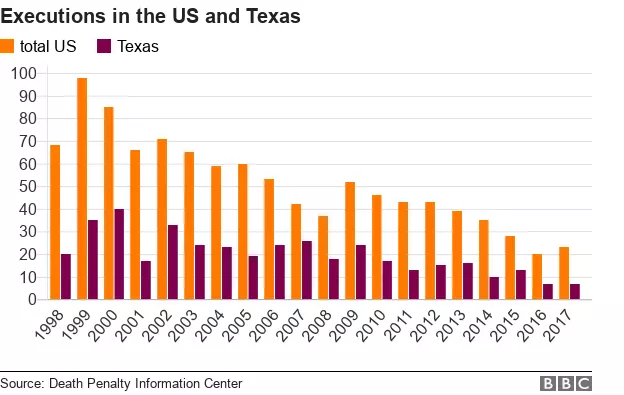 Executions in the US and Texas
total US Texas
100
90
80
70
60
50
40
30
20
10
0
1998 1999 2000 2001 2002 2003 2004 2005 2006 2007 2008 2009 2010 2011 2012 2013 2014 2015 2016 2017
Source: Death Penalty Information Center BBC